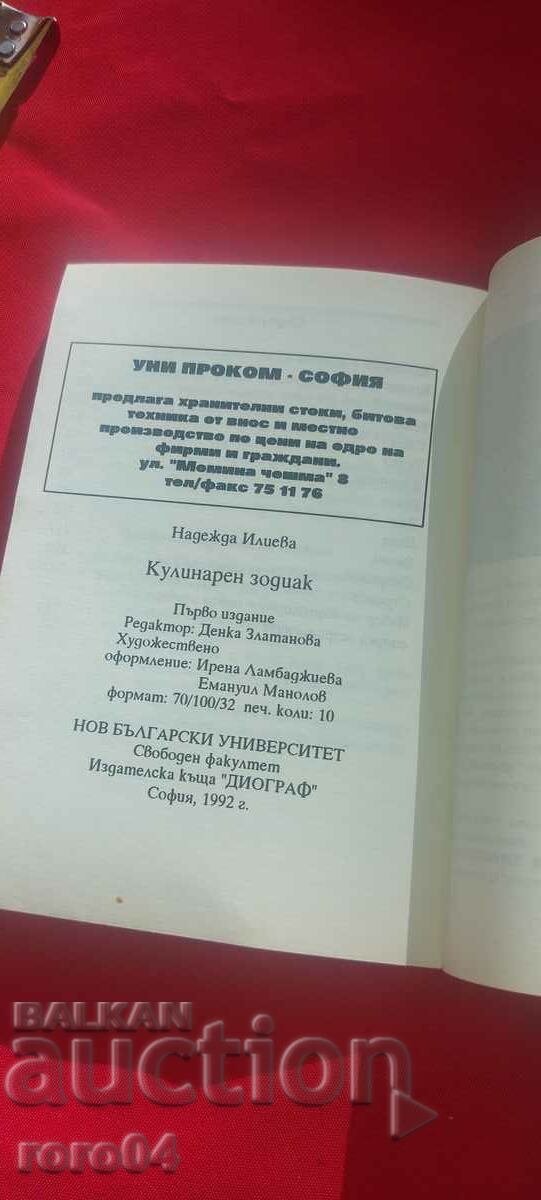 УНИ ПРОКОМ - СОФИЯ
предлага хранителни стоки, битова
техника от внос и местно
производство по цени на едро на
фирми и граждани.
ул. "Момина чешма" 8
тел/факс 75 11 76
Надежда Илиева
Кулинарен зодиак
Първо издание
Редактор: Денка Златанова
Художествено
оформление: Ирена Ламбаджиева
Емануил Манолов
формат: 70/100/32 печ. коли: 10
НОВ БЪЛГАРСКИ УНИВЕРСИТЕТ
Свободен факултет
Издателска къща "ДИОГРАФ"
София, 1992 г.
BALKAN
auction
roro04